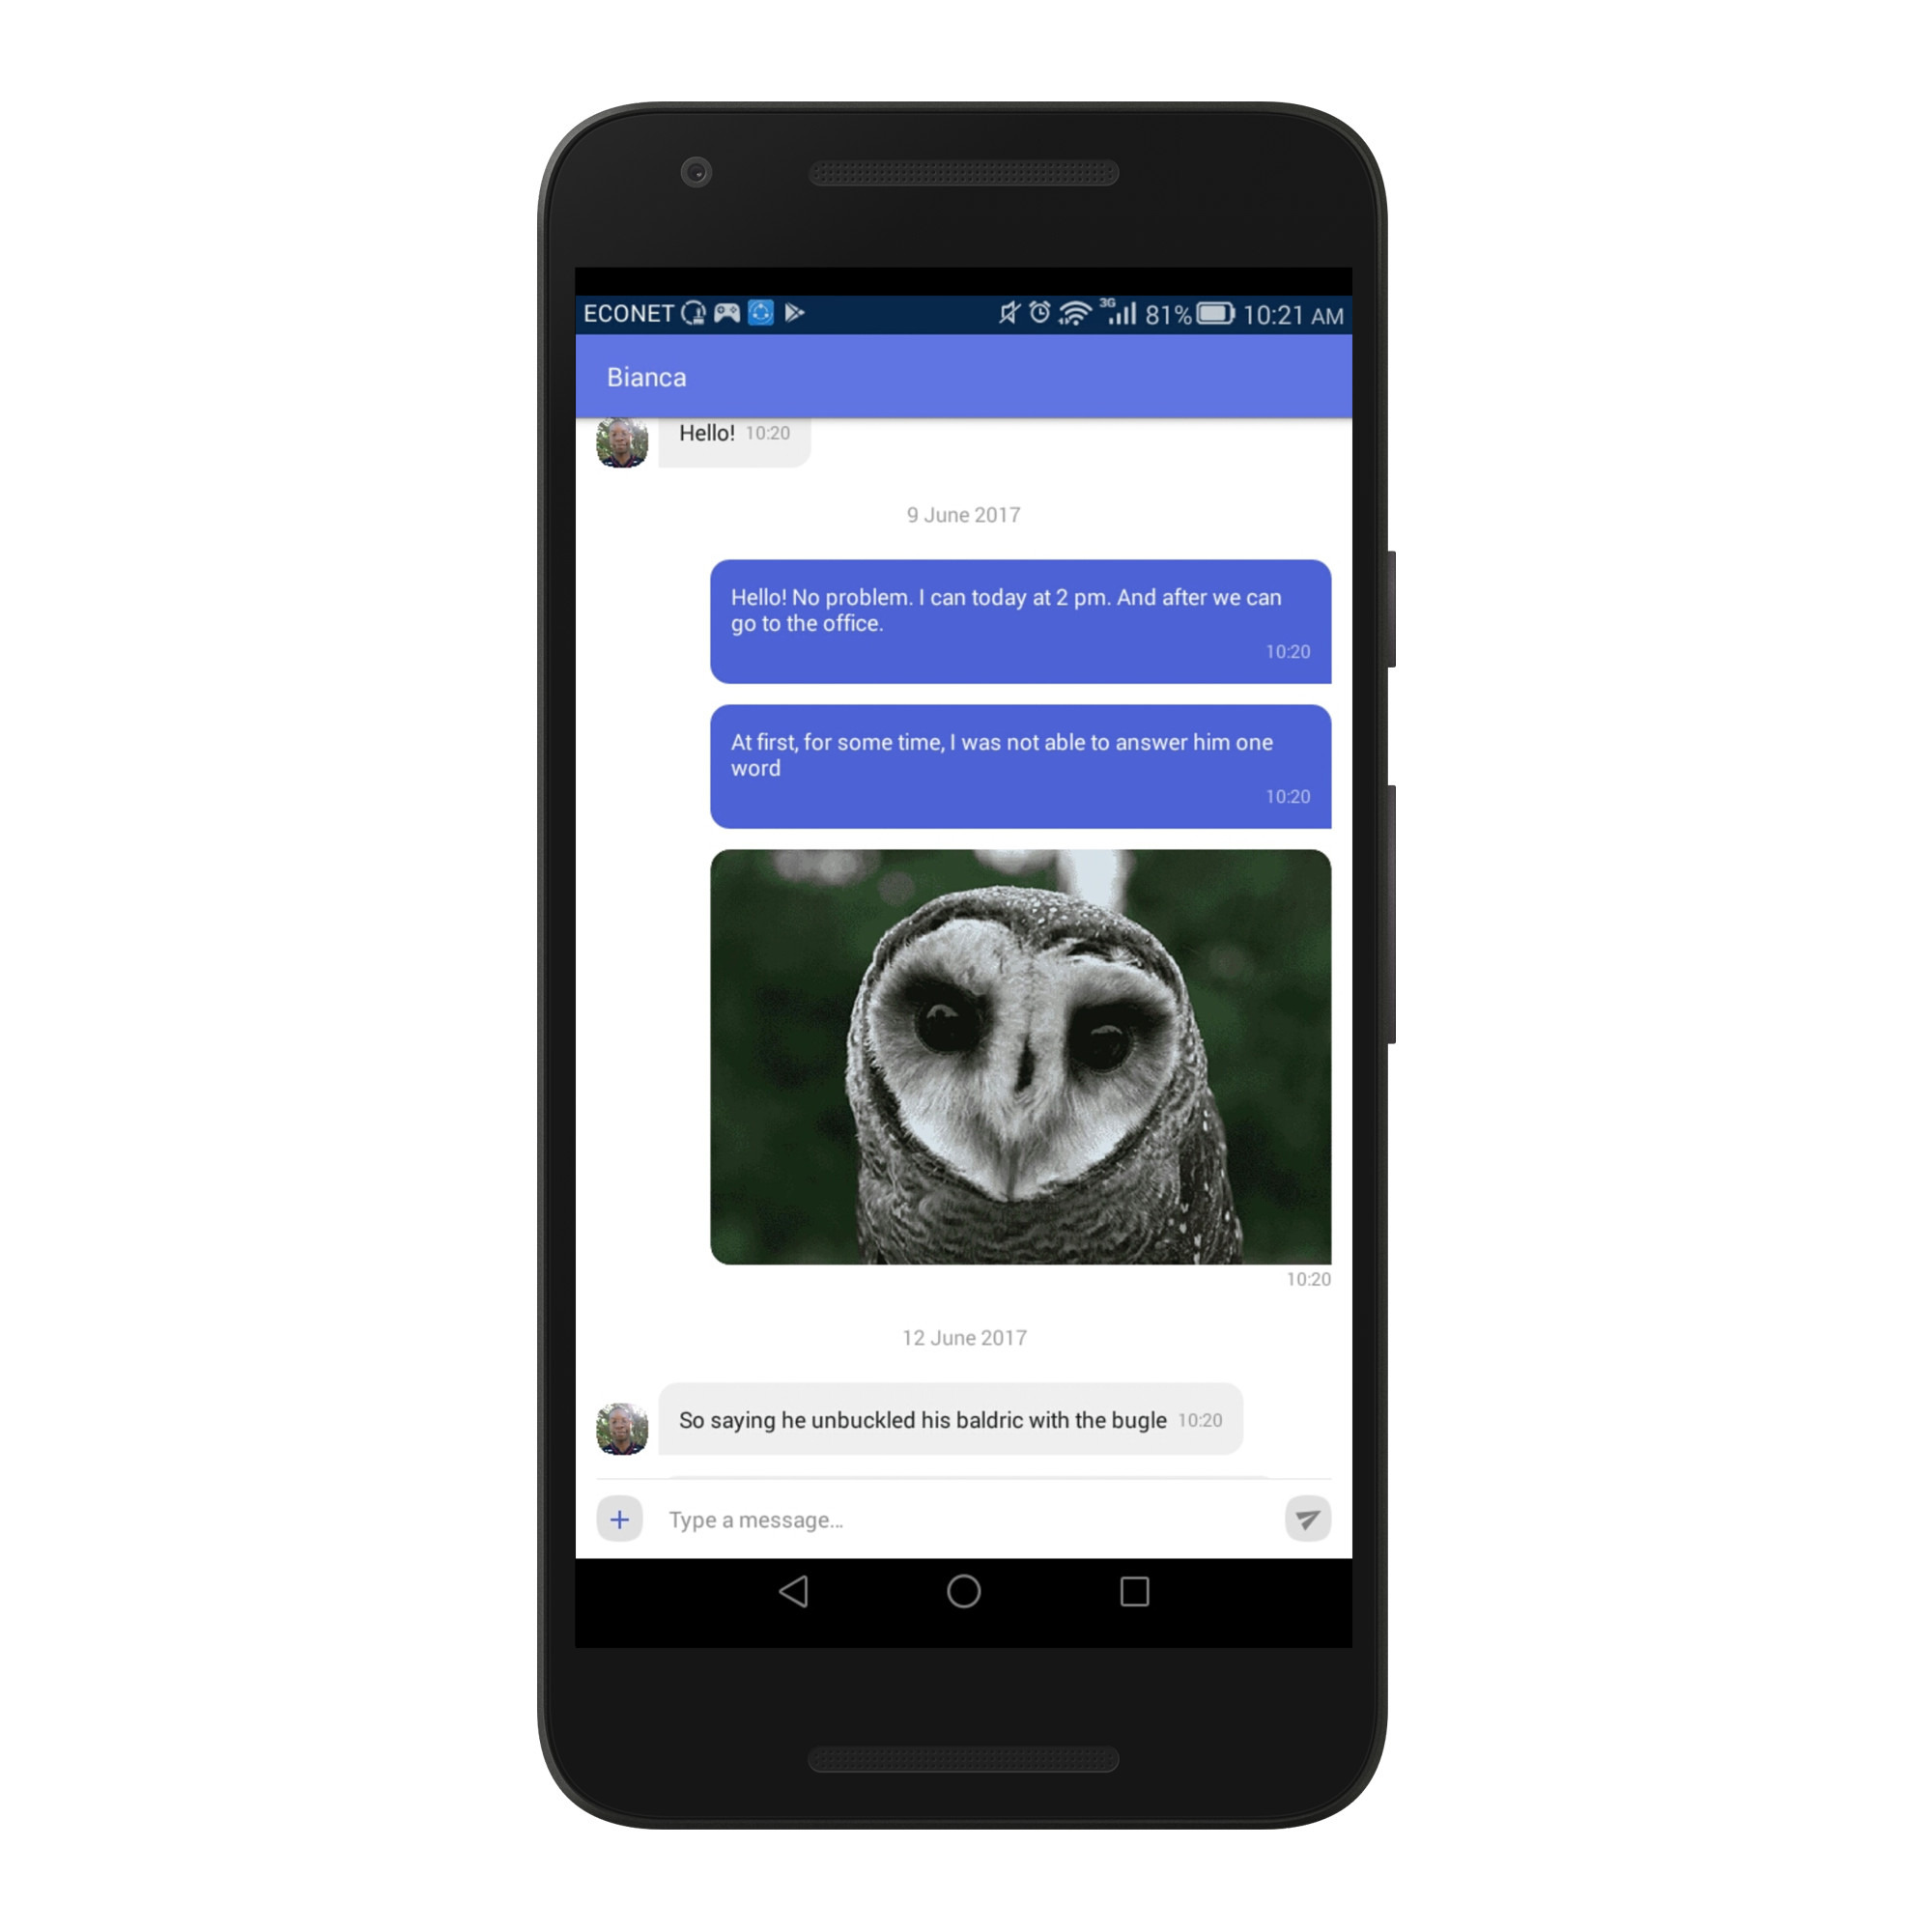 ECONET 3G 81% 10:21 AM
Bianca
Hello! 10:20
9 June 2017
Hello! No problem. I can today at 2 pm. And after we can
go to the office.
10:20
At first, for some time, I was not able to answer him one
word
10:20
10:20
12 June 2017
So saying he unbuckled his baldric with the bugle 10:20
Type a message...